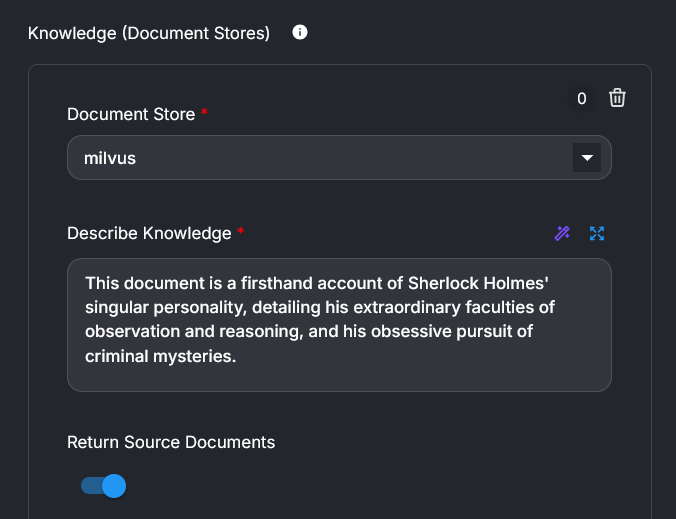 Knowledge (Document Stores)
0
Document Store *
milvus
Describe Knowledge *
This document is a firsthand account of Sherlock Holmes'
singular personality, detailing his extraordinary faculties of
observation and reasoning, and his obsessive pursuit of
criminal mysteries.
Return Source Documents